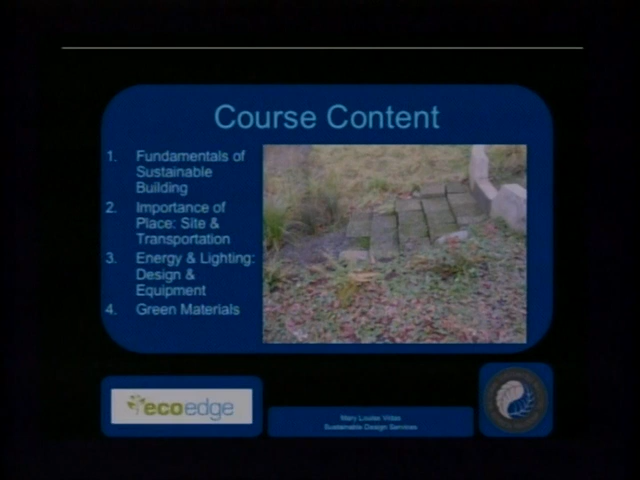 Course Content
1. Fundamentals of
Sustainable
Building
2. Importance of
Place: Site &
Transportation
3. Energy & Lighting:
Design &
Equipment
4. Green Materials
ecoedge
Mary Louise
Sustainable Design Services